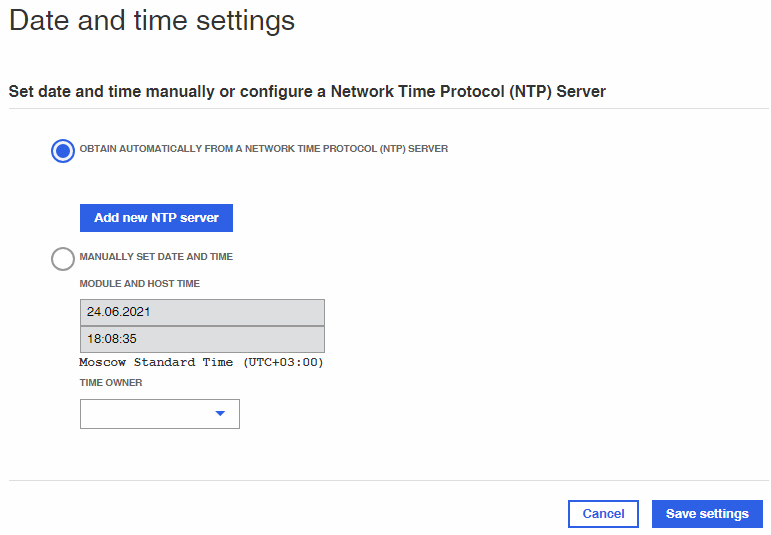 Date and time settings
Set date and time manually or configure a Network Time Protocol (NTP) Server
OBTAIN AUTOMATICALLY FROM A NETWORK TIME PROTOCOL (NTP) SERVER
Add new NTP server
MANUALLY SET DATE AND TIME
MODULE AND HOST TIME
24.06.2021
18:08:35
Moscow Standard Time (UTC+03:00)
TIME OWNER
Cancel
Save settings